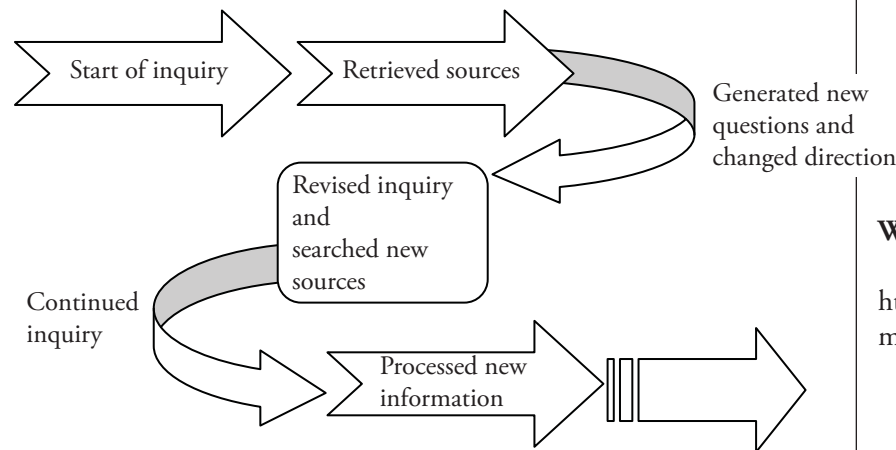 Start of inquiry
Retrieved sources
Generated new
questions and
changed direction
Revised inquiry
and
searched new
sources
Continued
inquiry
Processed new
information